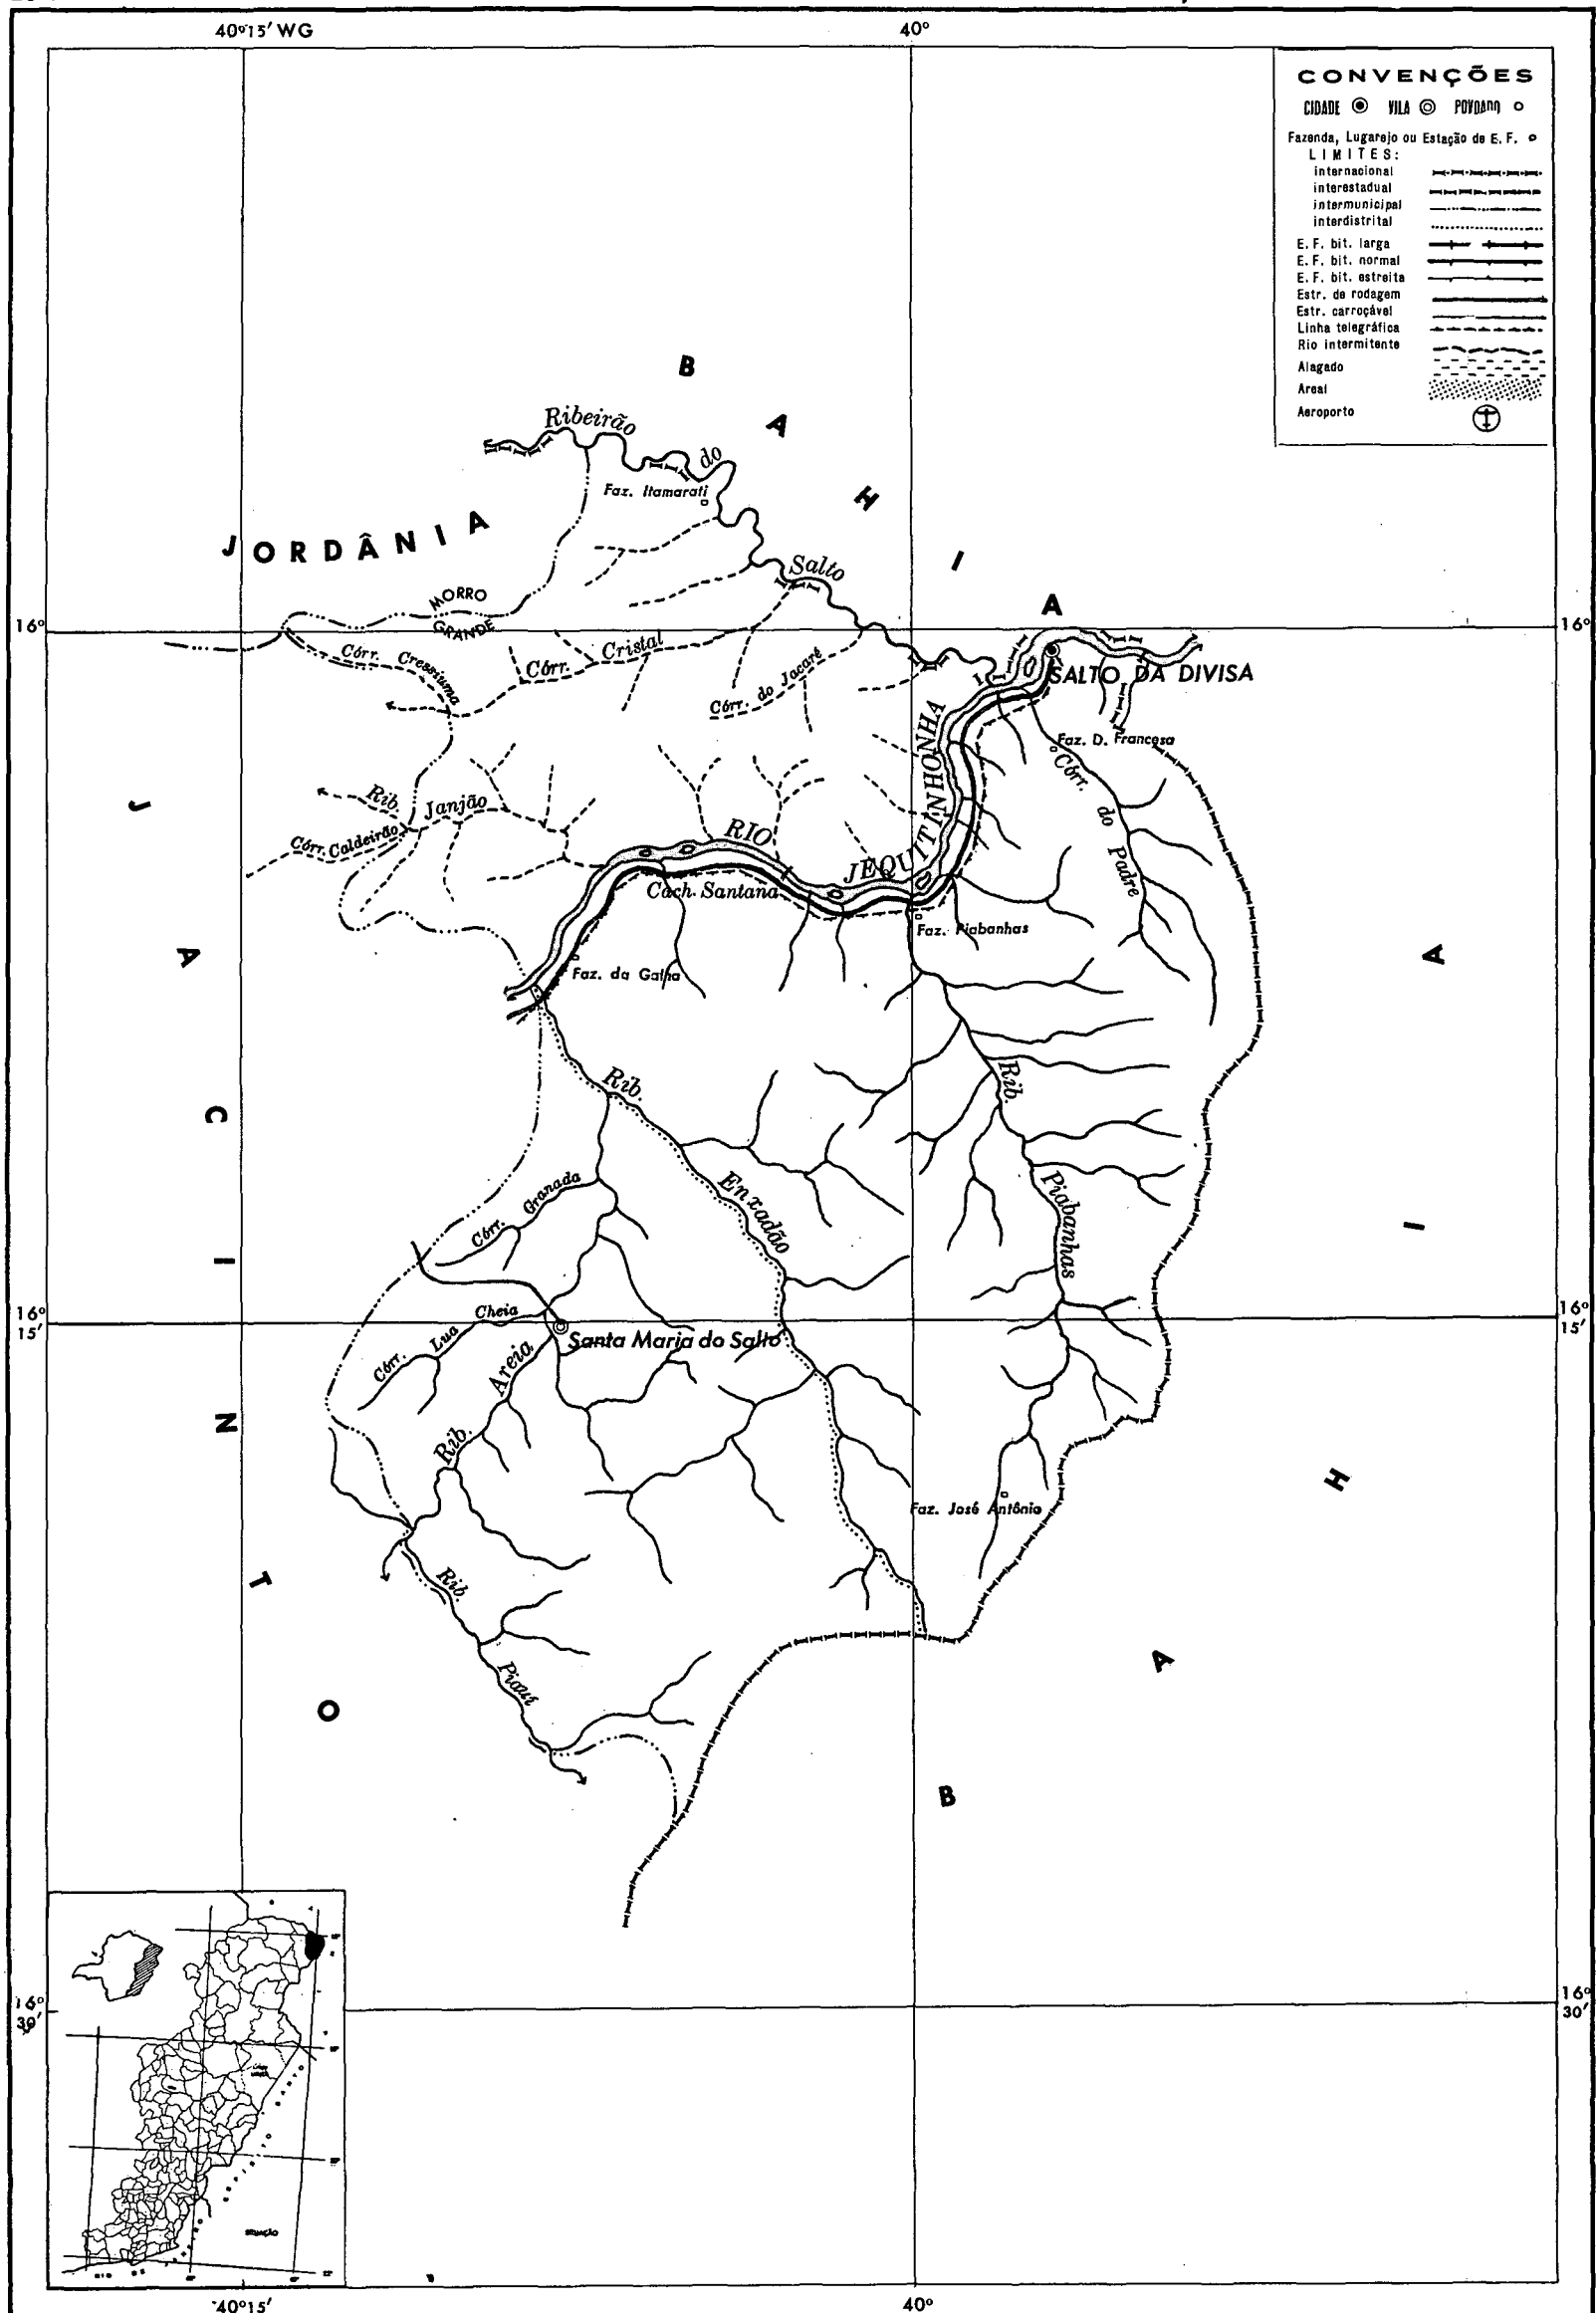 40°15' WG
40°
CONVENÇÕES
CIDADE VILA POVOADO
Fazenda, Lugarejo ou Estação de E. F.
LIMITES:
internacional
interestadual
intermunicipal
interdistrital
E. F. bit. larga
E. F. bit. normal
E. F. bit. estreita
Estr. de rodagem
Estr. carroçável
Linha telegráfica
Rio intermitente
Alagado
Areal
Aeroporto
BAHIA
Ribeirão do Salto
Faz. Itamarati
JORDÂNIA
MORRO
GRANDE
16°
16°
Córr. Cressiuma
Córr. Cristal
Córr. do Jacaré
SALTO DA DIVISA
Faz. D. Francesa
Córr. do Padre
JACINTO
Rib. Janjão
Córr. Caldeirão
RIO JEQUITINHONHA
Cach. Santana
Faz. Piabanhas
Faz. da Galha
Rib. Enxadão
Rib. Piabanhas
Córr. Granada
16°
15'
16°
15'
Córr. Lua Cheia
Santa Maria do Salto
Rib. Areia
Faz. José Antônio
Rib. Piauí
BAHIA
16°
30'
16°
30'
SITUAÇÃO
40°15'
40°